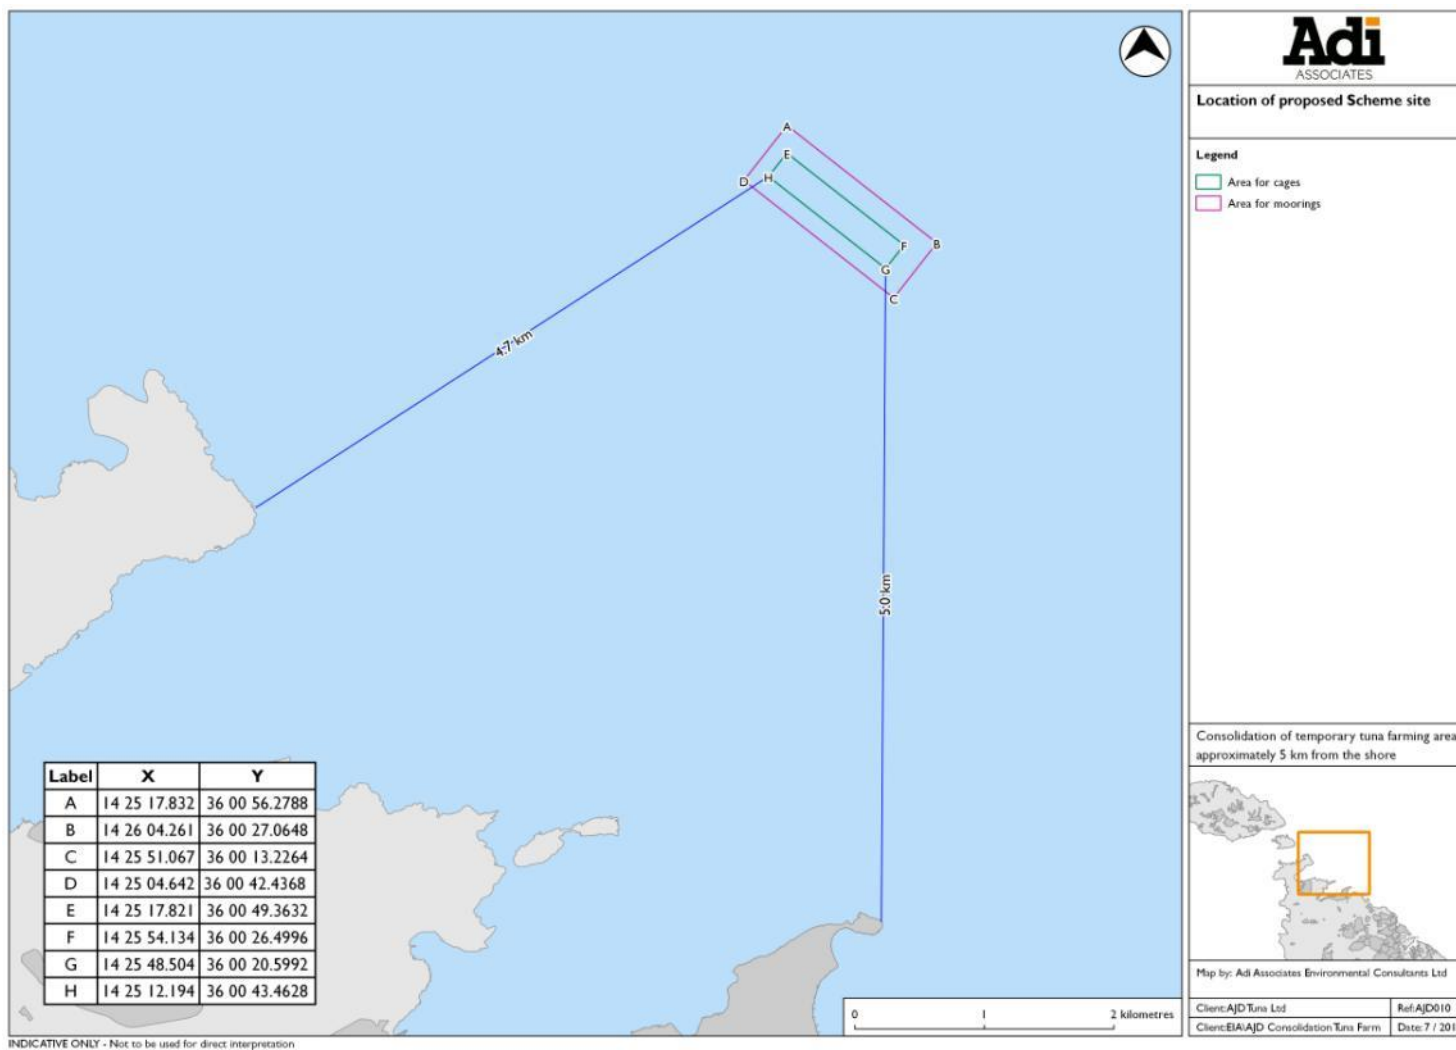 Adi
ASSOCIATES
Location of proposed Scheme site
Legend
Area for cages
Area for moorings
A
E
D
H
F
B
G
C
4.7 km
5.0 km
Label X Y
A 14 25 17.832 36 00 56.2788
B 14 26 04.261 36 00 27.0648
C 14 25 51.067 36 00 13.2264
D 14 25 04.642 36 00 42.4368
E 14 25 17.821 36 00 49.3632
F 14 25 54.134 36 00 26.4996
G 14 25 48.504 36 00 20.5992
H 14 25 12.194 36 00 43.4628
0 1 2 kilometres
Consolidation of temporary tuna farming area
approximately 5 km from the shore
Map by: Adi Associates Environmental Consultants Ltd
Client:AJD Tuna Ltd Ref:AJD010
Client:EIA\AJD Consolidation Tuna Farm Date: 7 / 201
INDICATIVE ONLY - Not to be used for direct interpretation